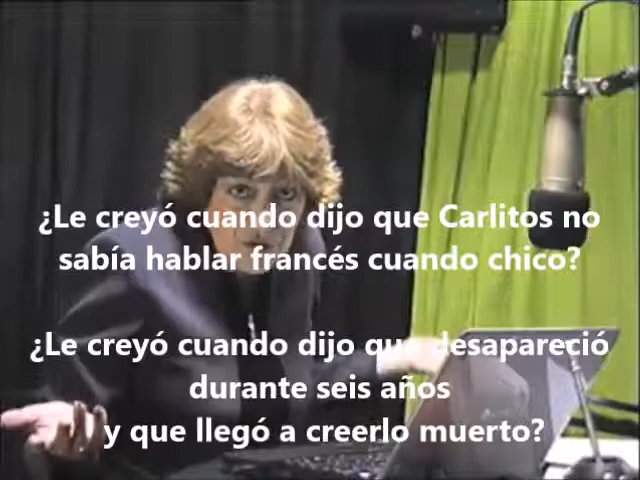 ¿Le creyó cuando dijo que Carlitos no
sabía hablar francés cuando chico?
¿Le creyó cuando dijo que desapareció
durante seis años
y que llegó a creerlo muerto?